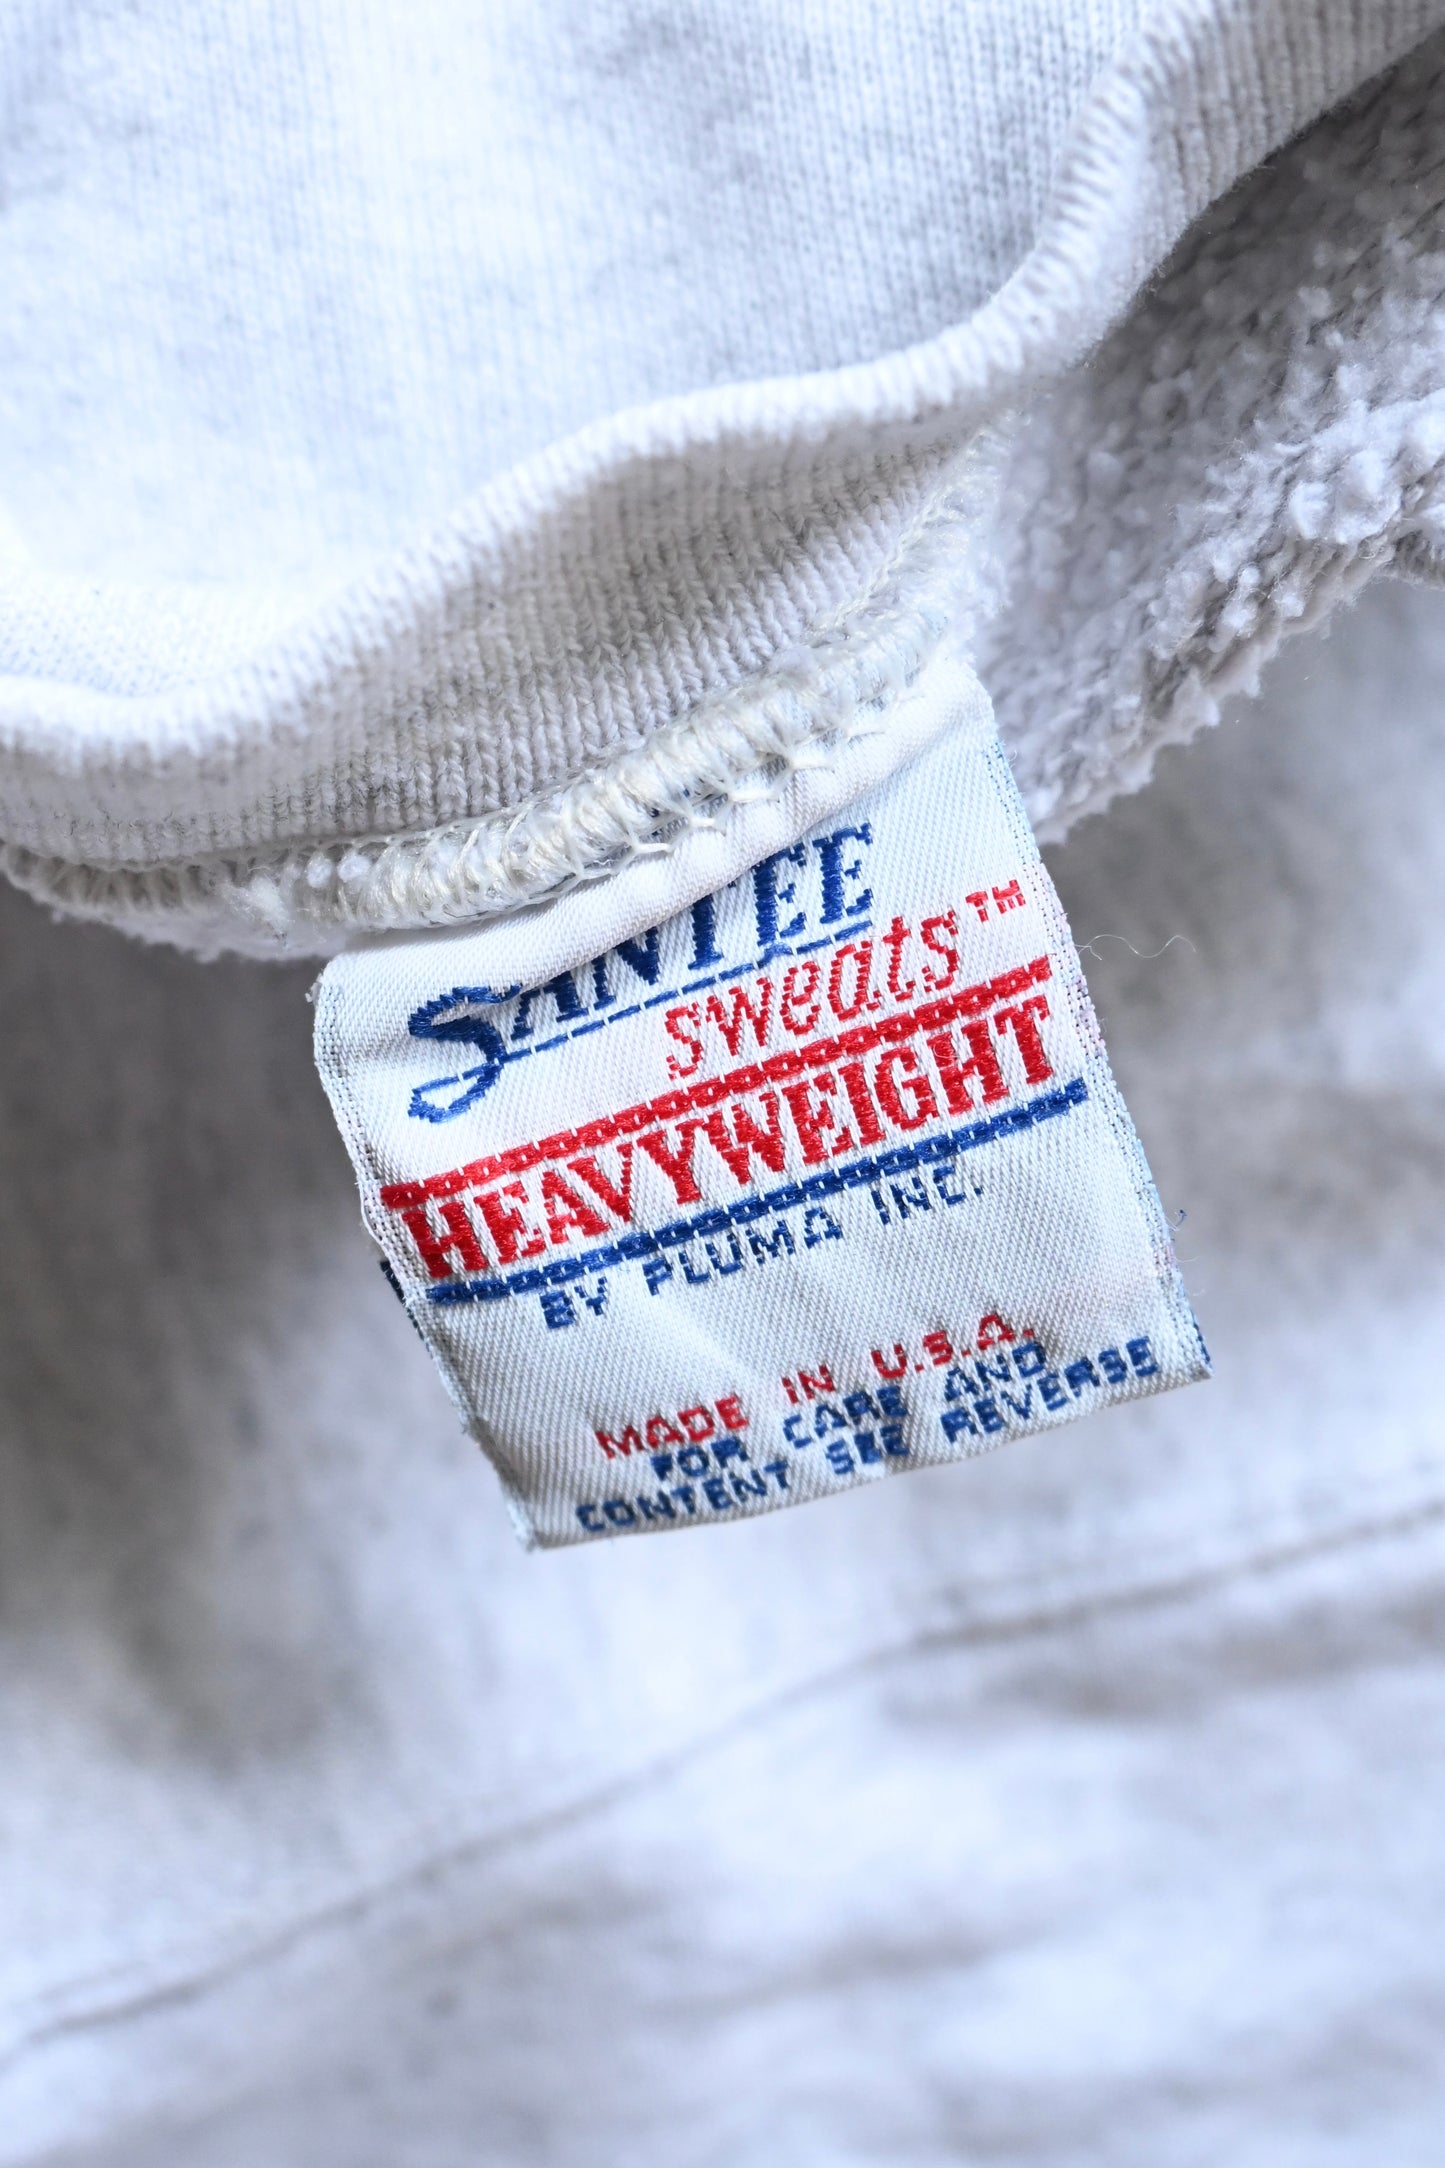 SANTEE
sweats™
HEAVYWEIGHT
BY PLUMA INC.
MADE IN U.S.A.
FOR CARE AND
CONTENT SEE REVERSE